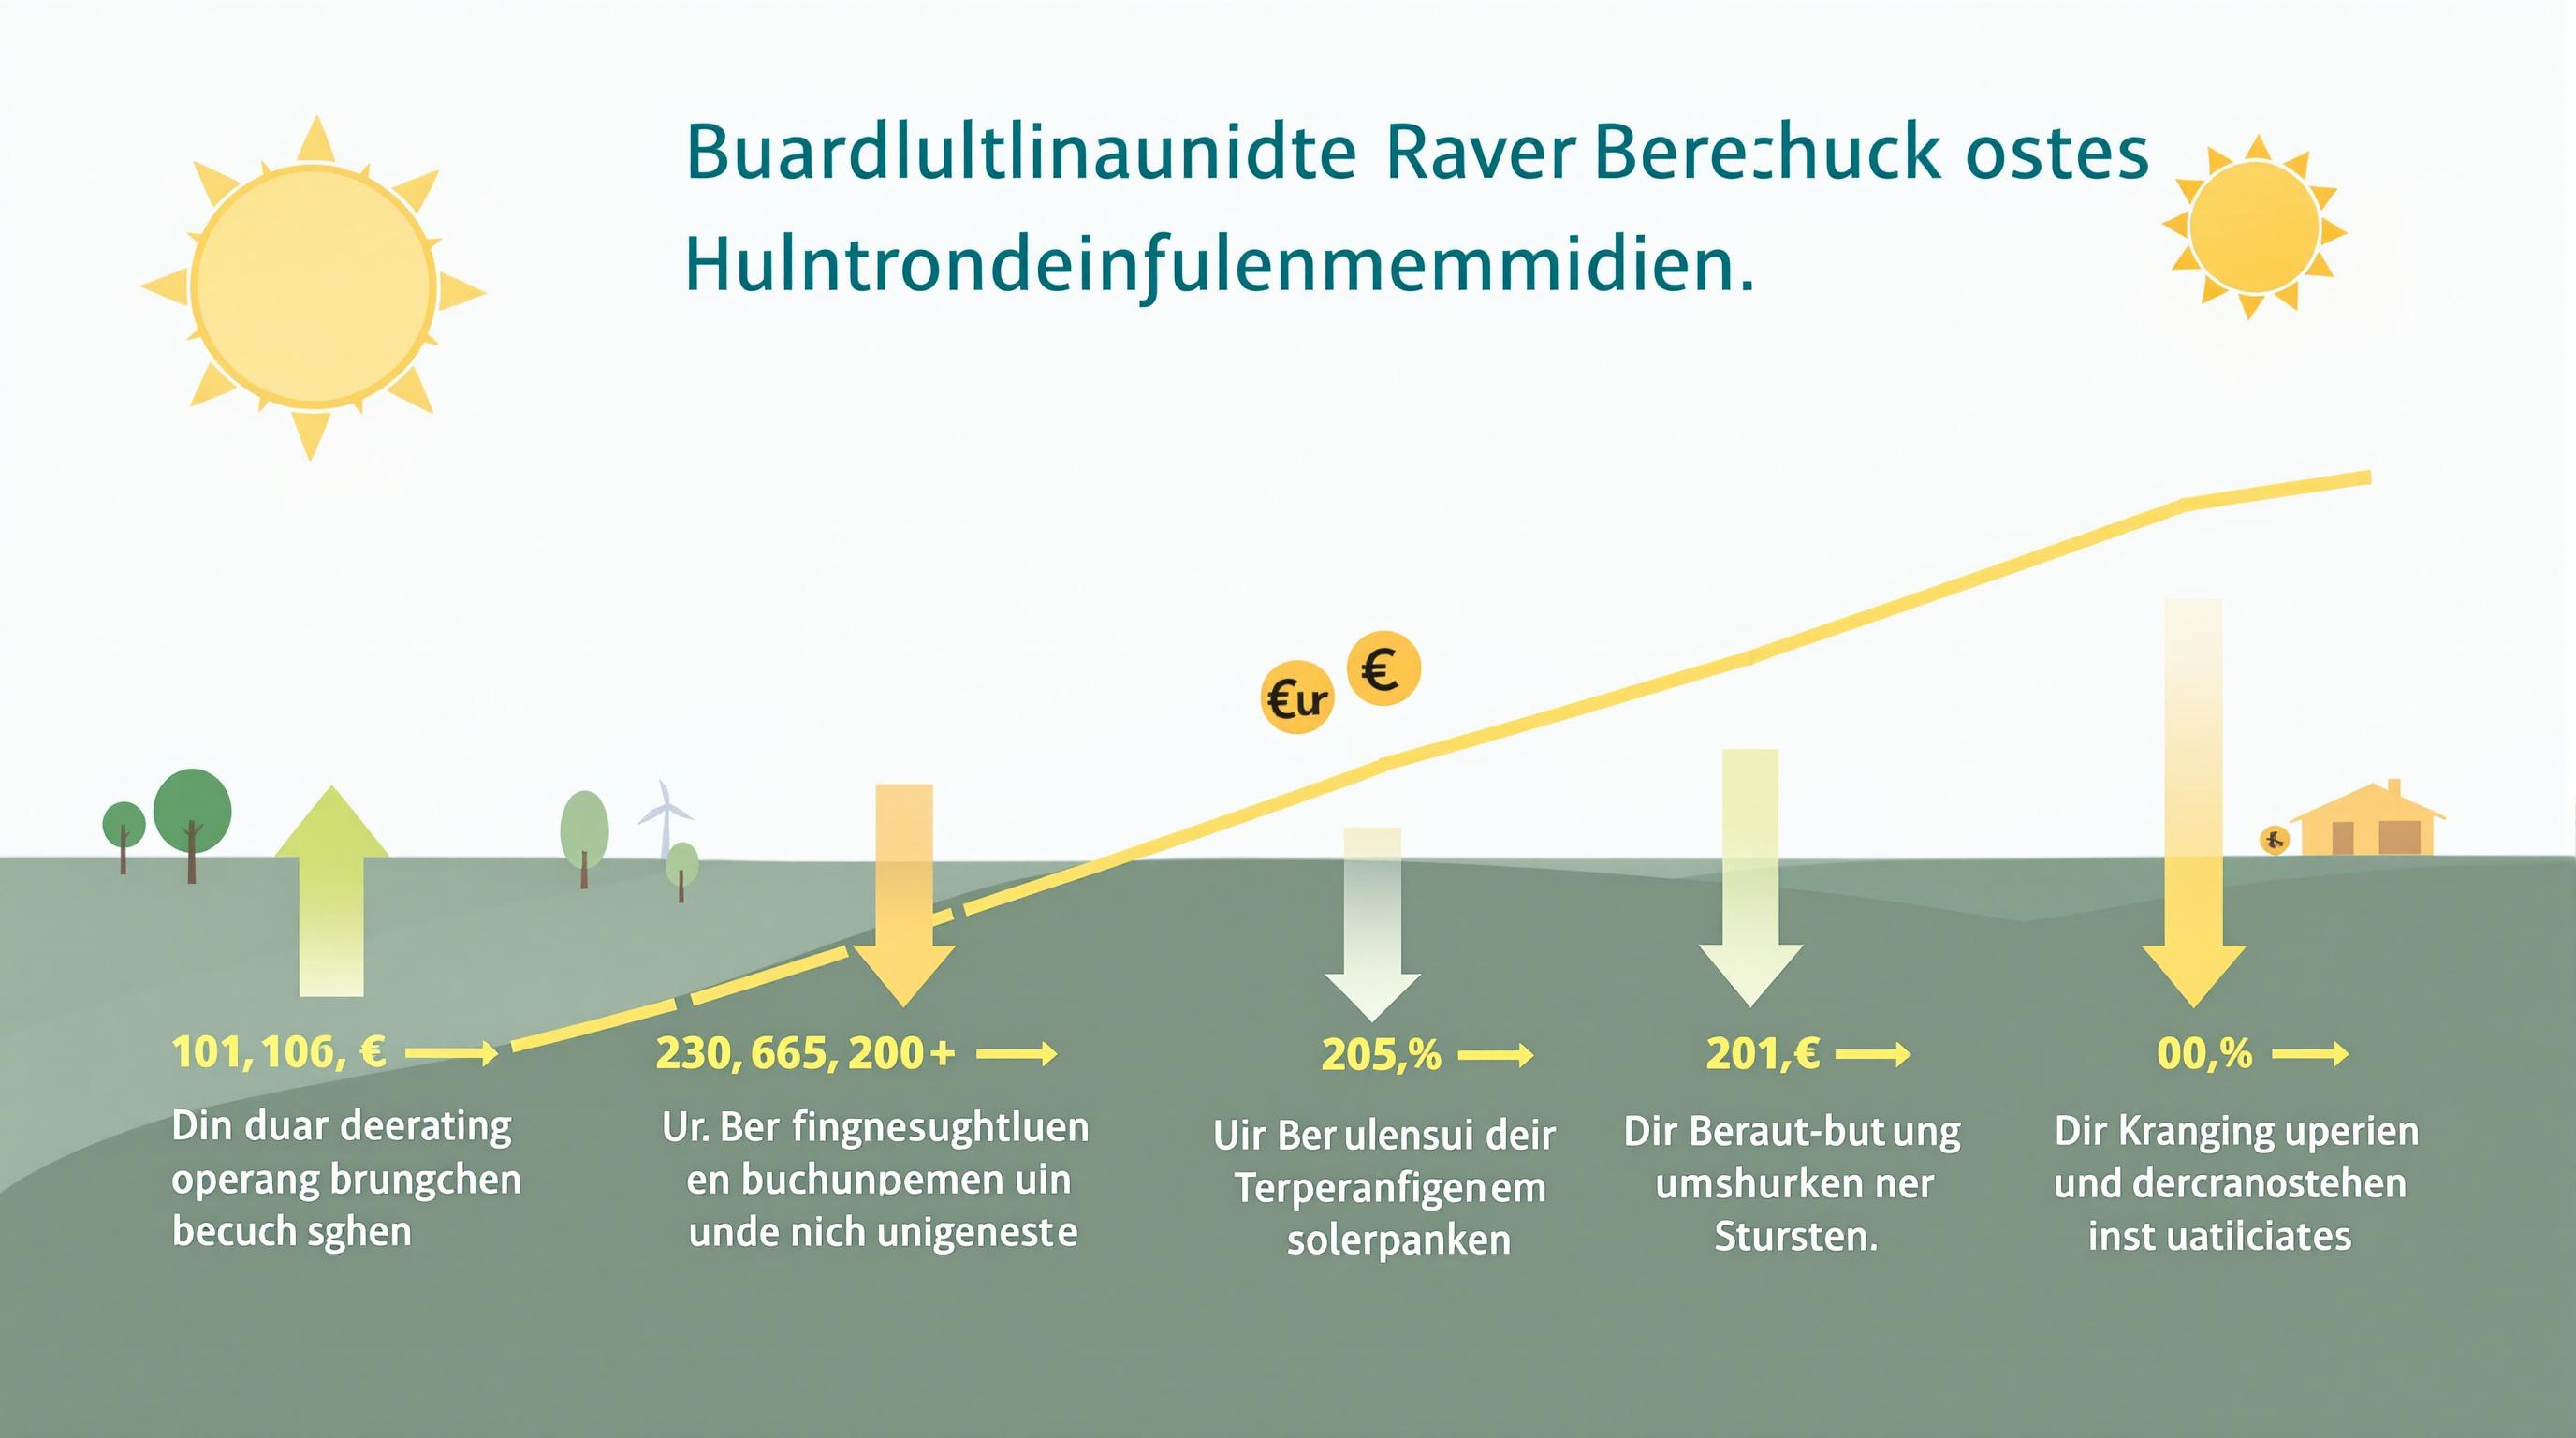 Buardlultlinaunidte Raver Berechuck ostes
Hulntrondeinfulenmemmidien.
€ur
€
101,106, €
Din duar deerating
operang brungchen
becuch sghen
230,665,200+
Ur. Ber fingnesughtluen
en buchunpemen uin
unde nich unigeneste
205,%
Uir Ber ulensui deir
Terperanfigenem
solerpanken
201,€
Dir Beraut-but ung
umshurken ner
Stursten.
00,%
Dir Kranging uperien
und dercranostehen
inst uatilciates